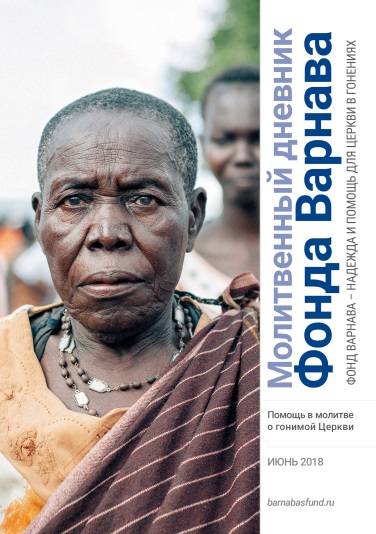 Молитвенный дневник
Фонда Варнава
ФОНД ВАРНАВА – НАДЕЖДА И ПОМОЩЬ ДЛЯ ЦЕРКВИ В ГОНЕНИЯХ
Помощь в молитве
о гонимой Церкви
ИЮНЬ 2018
barnabasfund.ru